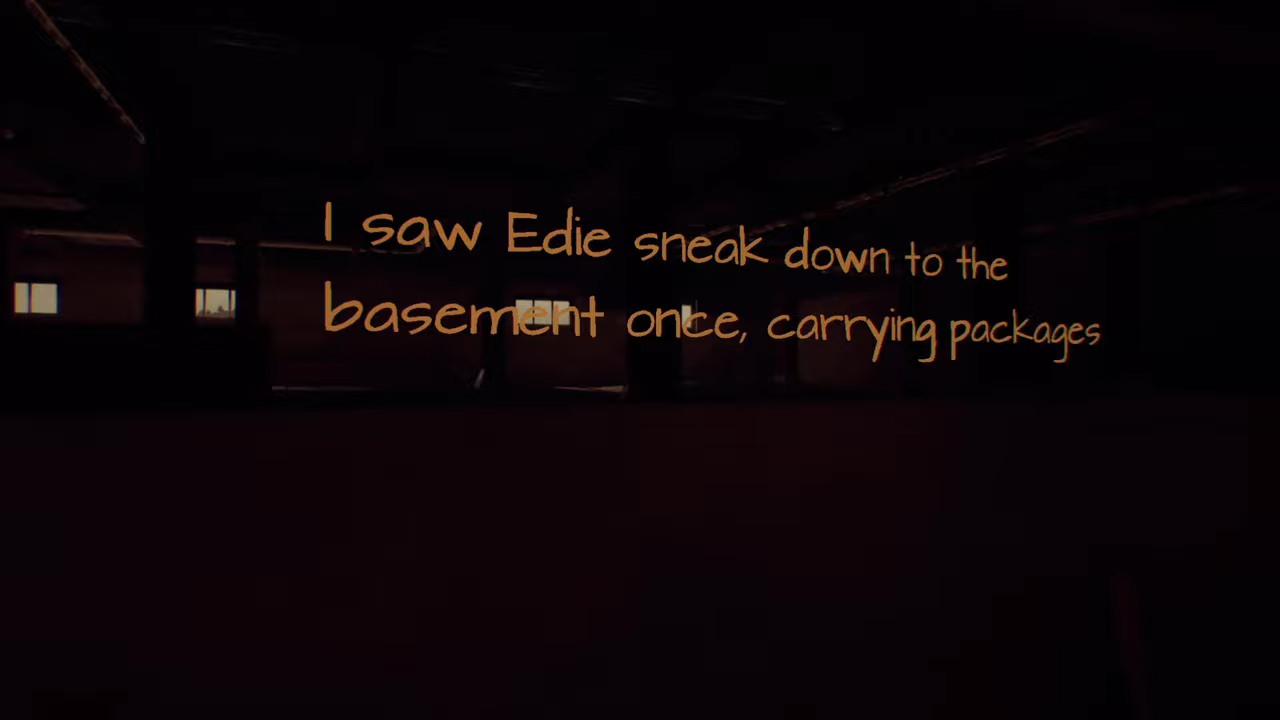 I saw Edie sneak down to the
basement once, carrying packages